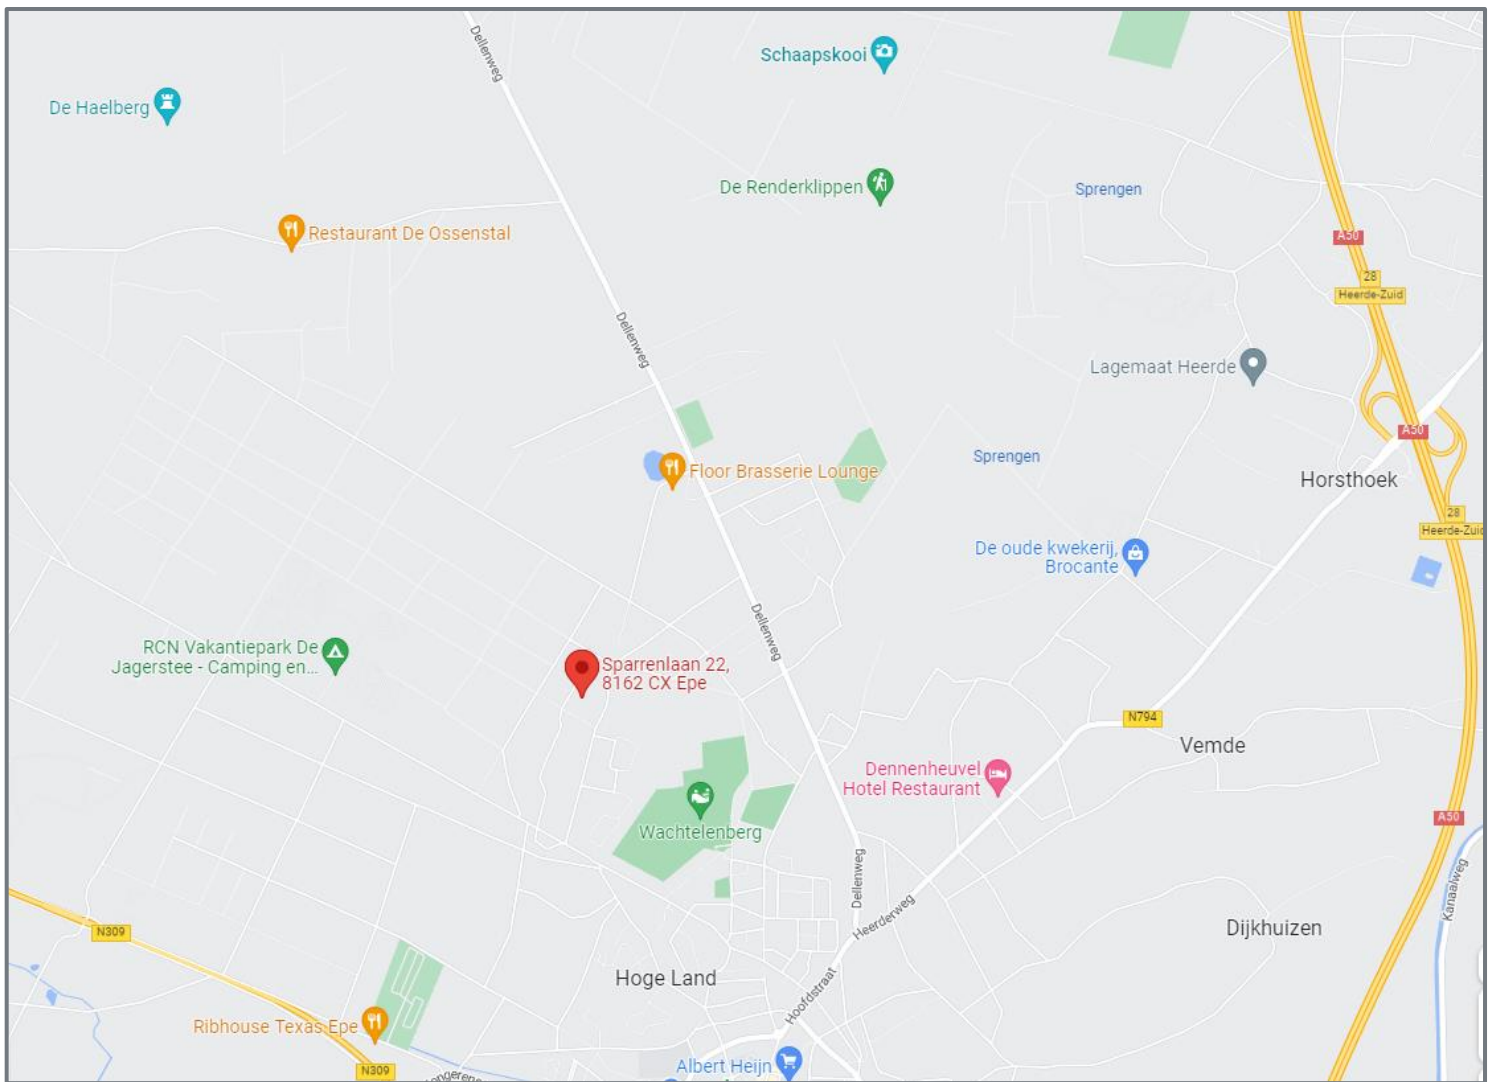 Dellenweg
Schaapskooi
De Haelberg
De Renderklippen
Sprengen
Restaurant De Ossenstal
A50
28
Heerde-Zuid
Dellenweg
Lagemaat Heerde
A50
Floor Brasserie Lounge
Sprengen
Horsthoek
28
Heerde-Zuid
De oude kwekerij,
Brocante
Dellenweg
RCN Vakantiepark De
Jagerstee - Camping en...
Sparrenlaan 22,
8162 CX Epe
N794
Vemde
Dennenheuvel
Hotel Restaurant
Wachtelenberg
A50
Dellenweg
Kanaalweg
Heerderweg
N309
Dijkhuizen
Hoge Land
Hoofdstraat
Ribhouse Texas Epe
Albert Heijn
N309